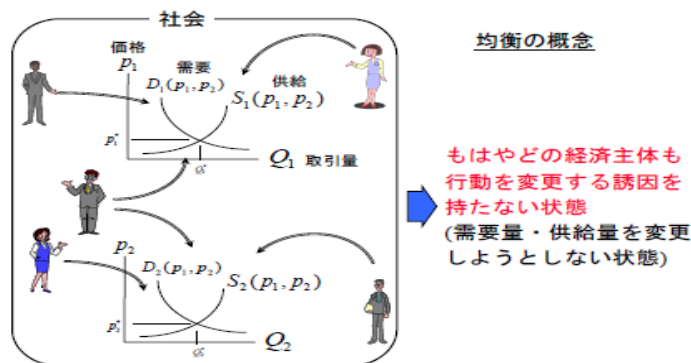 社会
均衡の概念
価格
p₁
需要
D₁(p₁,p₂)
供給
S₁(p₁,p₂)
p₁*
Q₁*
Q₁ 取引量
もはやどの経済主体も
行動を変更する誘因を
持たない状態
(需要量・供給量を変更
しようとしない状態)
p₂
D₂(p₁,p₂)
S₂(p₁,p₂)
Q₂